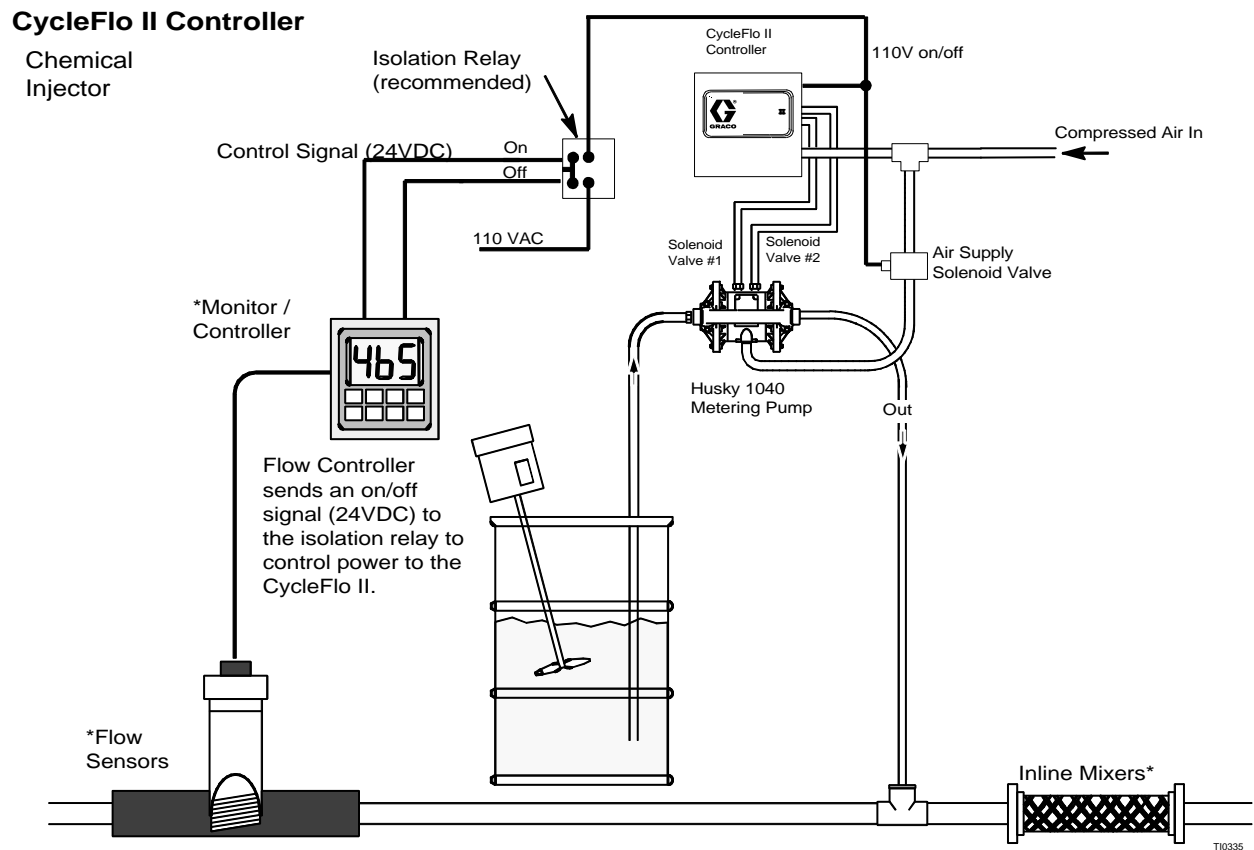 CycleFlo II Controller
Chemical
Injector
Isolation Relay
(recommended)
CycleFlo II
Controller
110V on/off
GRACO
Compressed Air In
Control Signal (24VDC)
On
Off
110 VAC
Solenoid
Valve #1
Solenoid
Valve #2
Air Supply
Solenoid Valve
*Monitor /
Controller
465
Husky 1040
Metering Pump
Out
Flow Controller
sends an on/off
signal (24VDC) to
the isolation relay to
control power to the
CycleFlo II.
*Flow
Sensors
Inline Mixers*
TI0335